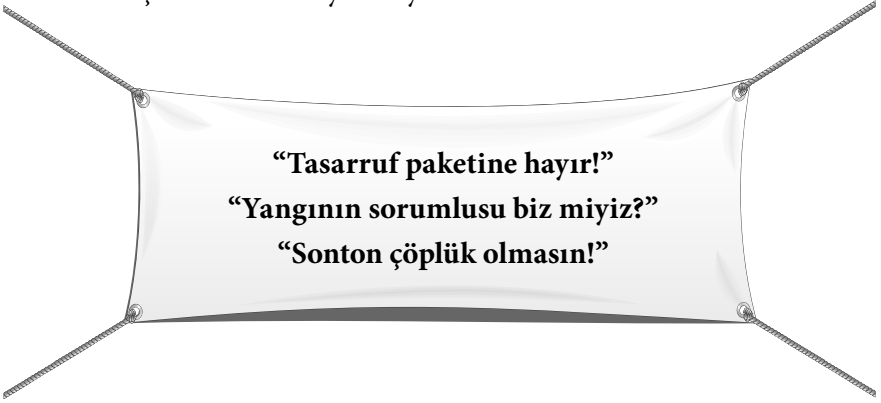 “Tasarruf paketine hayır!”
“Yangının sorumlusu biz miyiz?”
“Sonton çöplük olmasın!”